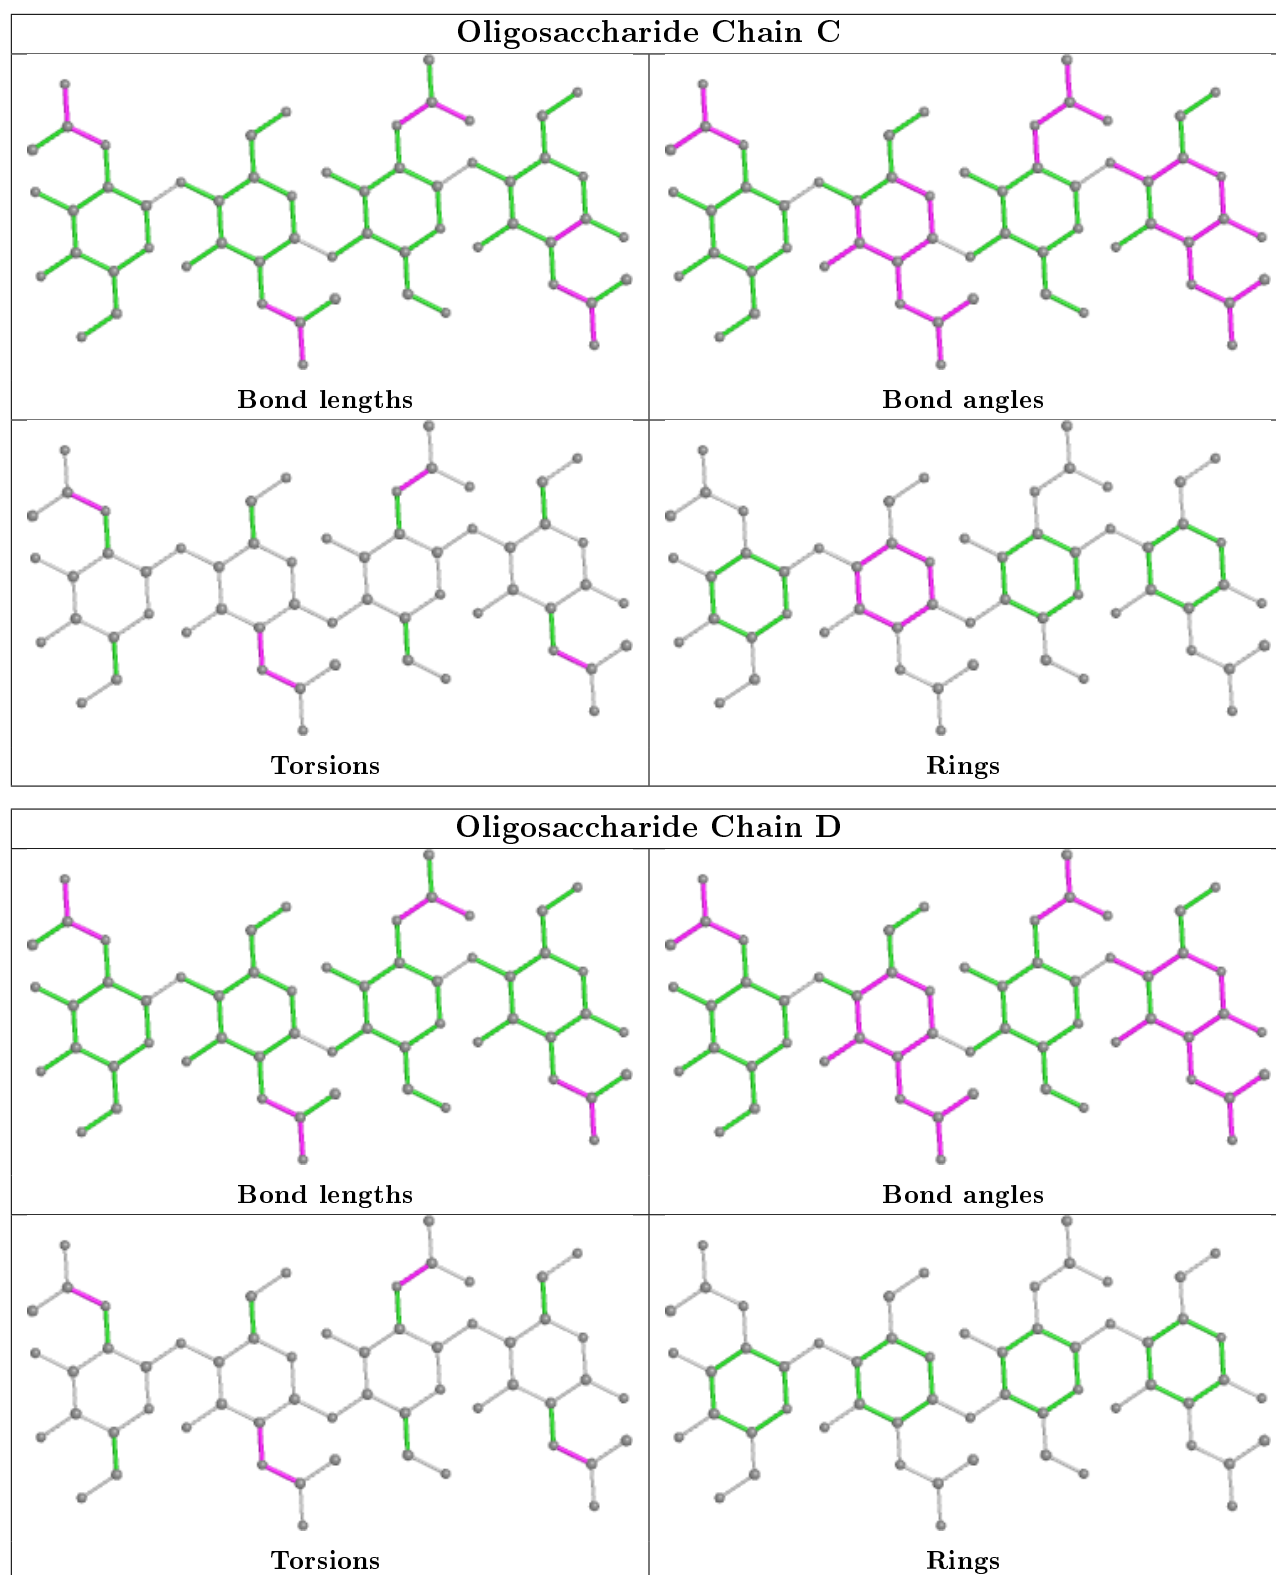 Oligosaccharide Chain C
Bond lengths
Bond angles
Torsions
Rings
Oligosaccharide Chain D
Bond lengths
Bond angles
Torsions
Rings